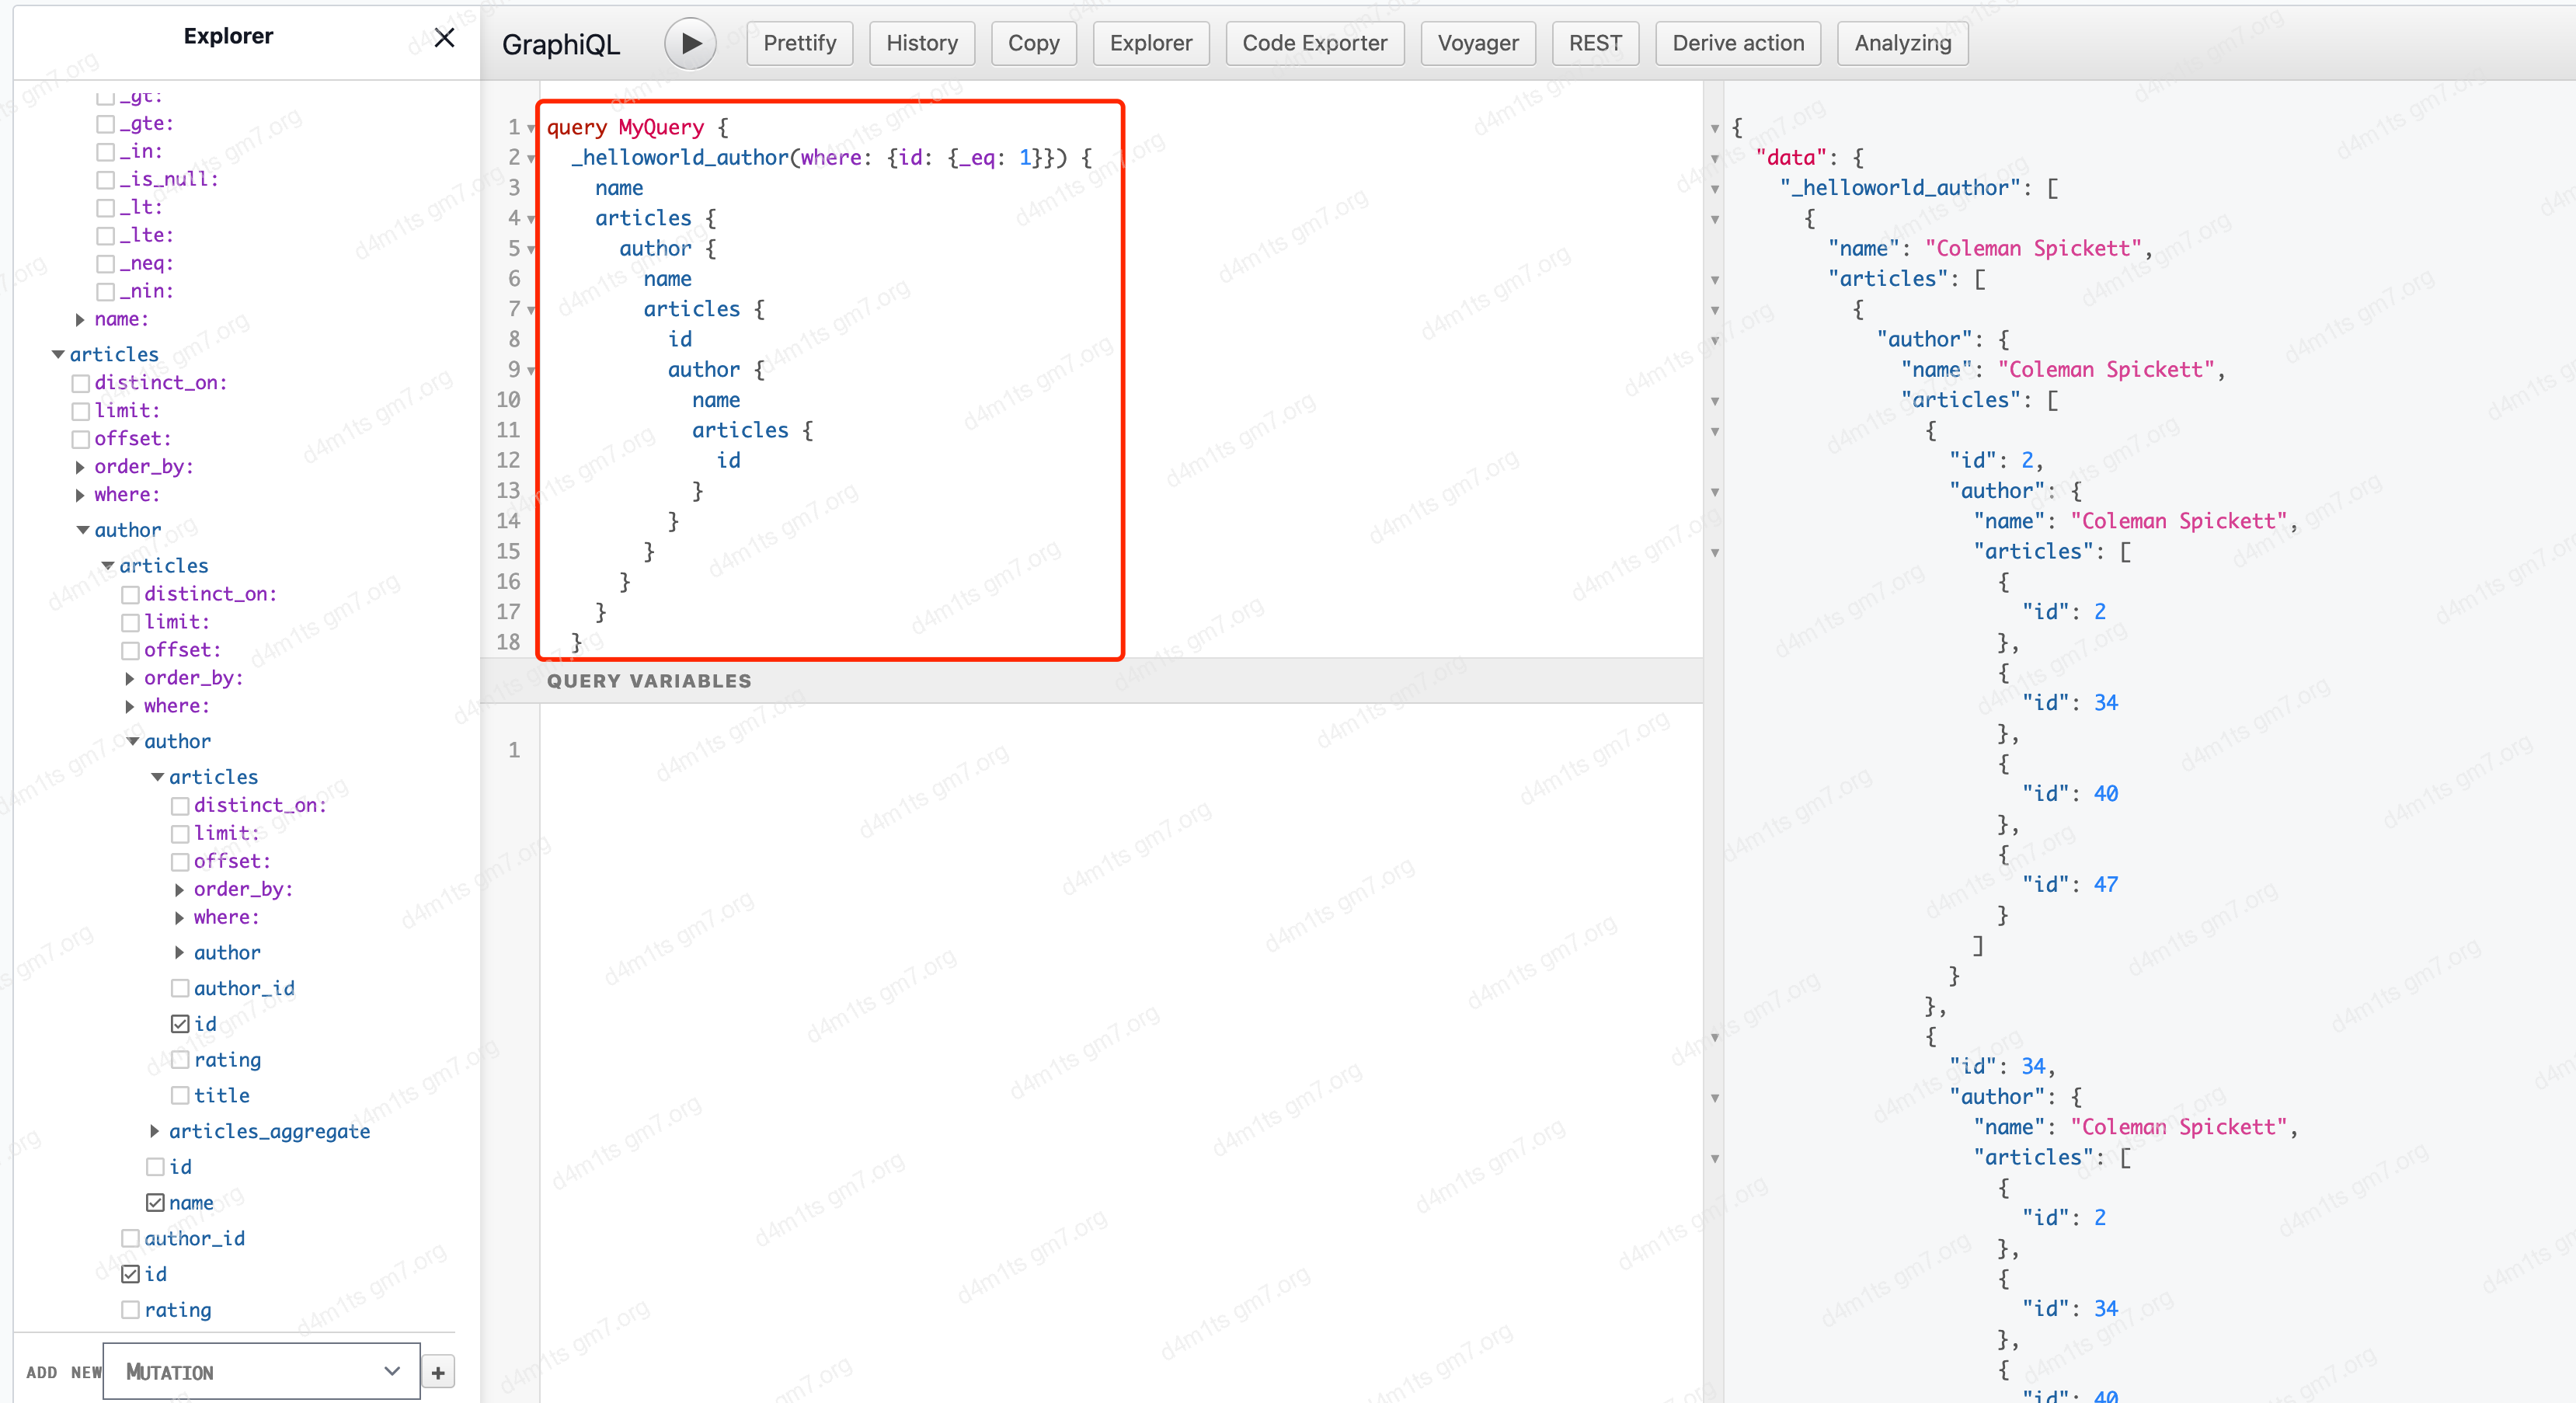 Explorer
_gt:
_gte:
_in:
_is_null:
_lt:
_lte:
_neq:
_nin:
name:
articles
distinct_on:
limit:
offset:
order_by:
where:
author
articles
distinct_on:
limit:
offset:
order_by:
where:
author
articles
distinct_on:
limit:
offset:
order_by:
where:
author
author_id
id
rating
title
articles_aggregate
id
name
author_id
id
rating
ADD NEW MUTATION +
GraphiQL Prettify History Copy Explorer Code Exporter Voyager REST Derive action Analyzing
1 query MyQuery {
2 _helloworld_author(where: {id: {_eq: 1}}) {
3 name
4 articles {
5 author {
6 name
7 articles {
8 id
9 author {
10 name
11 articles {
12 id
13 }
14 }
15 }
16 }
17 }
18 }
QUERY VARIABLES
1
{
"data": {
"_helloworld_author": [
{
"name": "Coleman Spickett",
"articles": [
{
"author": {
"name": "Coleman Spickett",
"articles": [
{
"id": 2,
"author": {
"name": "Coleman Spickett",
"articles": [
{
"id": 2
},
{
"id": 34
},
{
"id": 40
},
{
"id": 47
}
]
}
},
{
"id": 34,
"author": {
"name": "Coleman Spickett",
"articles": [
{
"id": 2
},
{
"id": 34
},
{
"id": 40
d4m1ts gm7.org